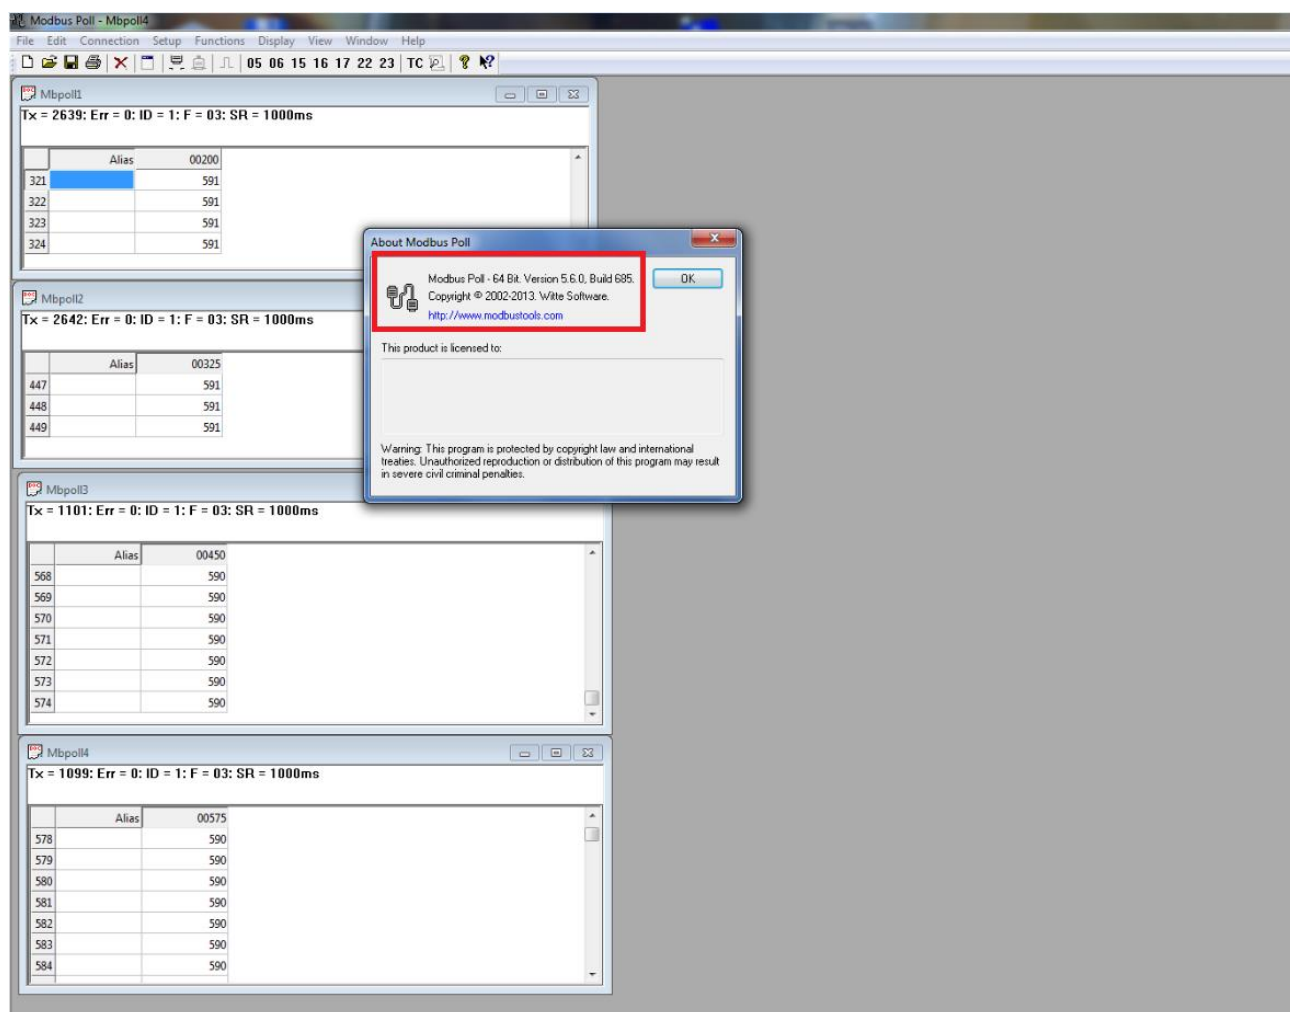 Modbus Poll - Mbpoll4
File Edit Connection Setup Functions Display View Window Help
05 06 15 16 17 22 23 TC
Mbpoll1
Tx = 2639: Err = 0: ID = 1: F = 03: SR = 1000ms
Alias 00200
321 591
322 591
323 591
324 591
Mbpoll2
Tx = 2642: Err = 0: ID = 1: F = 03: SR = 1000ms
Alias 00325
447 591
448 591
449 591
About Modbus Poll
Modbus Poll - 64 Bit. Version 5.6.0, Build 685.
OK
Copyright © 2002-2013. Witte Software.
http://www.modbustools.com
This product is licensed to:
Warning: This program is protected by copyright law and international
treaties. Unauthorized reproduction or distribution of this program may result
in severe civil criminal penalties.
Mbpoll3
Tx = 1101: Err = 0: ID = 1: F = 03: SR = 1000ms
Alias 00450
568 590
569 590
570 590
571 590
572 590
573 590
574 590
Mbpoll4
Tx = 1099: Err = 0: ID = 1: F = 03: SR = 1000ms
Alias 00575
578 590
579 590
580 590
581 590
582 590
583 590
584 590